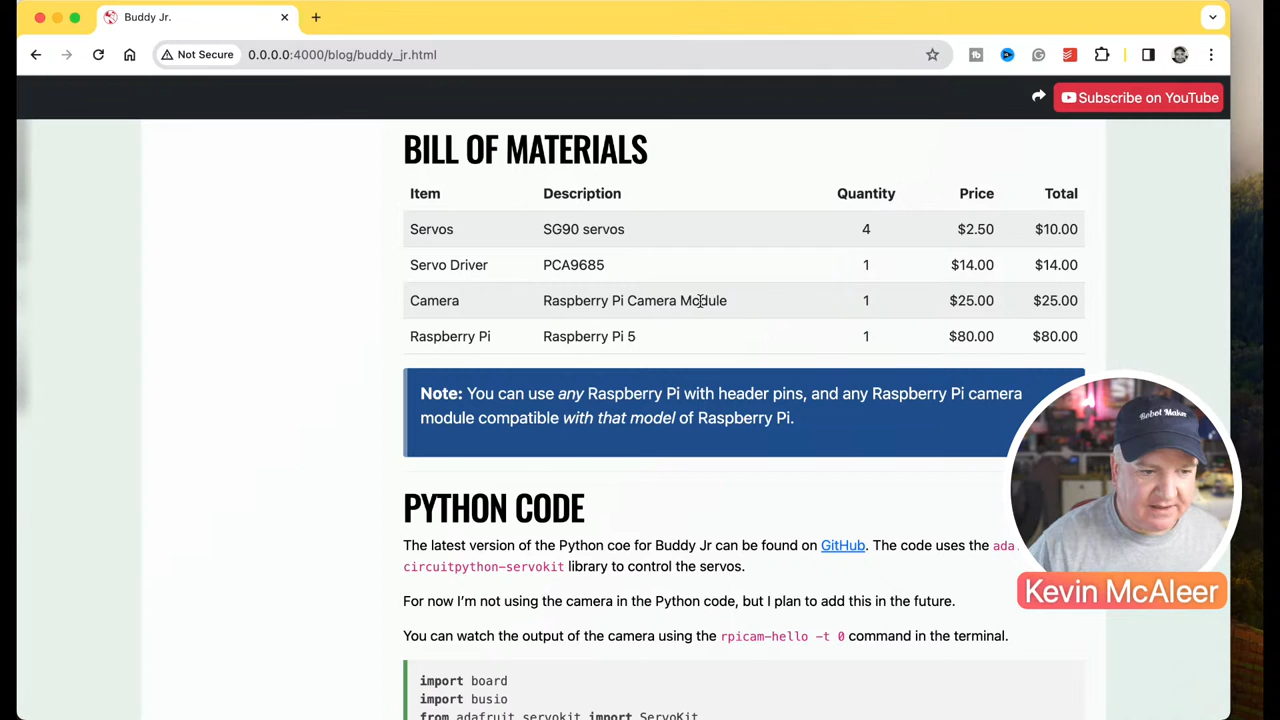 Buddy Jr.
Not Secure 0.0.0.0:4000/blog/buddy_jr.html
Subscribe on YouTube
BILL OF MATERIALS
Item Description Quantity Price Total
Servos SG90 servos 4 $2.50 $10.00
Servo Driver PCA9685 1 $14.00 $14.00
Camera Raspberry Pi Camera Module 1 $25.00 $25.00
Raspberry Pi Raspberry Pi 5 1 $80.00 $80.00
Note: You can use any Raspberry Pi with header pins, and any Raspberry Pi camera
module compatible with that model of Raspberry Pi.
PYTHON CODE
The latest version of the Python coe for Buddy Jr can be found on GitHub. The code uses the ada
circuitpython-servokit library to control the servos.
For now I'm not using the camera in the Python code, but I plan to add this in the future.
You can watch the output of the camera using the rpicam-hello -t 0 command in the terminal.
import board
import busio
from adafruit_servokit import ServoKit
Kevin McAleer